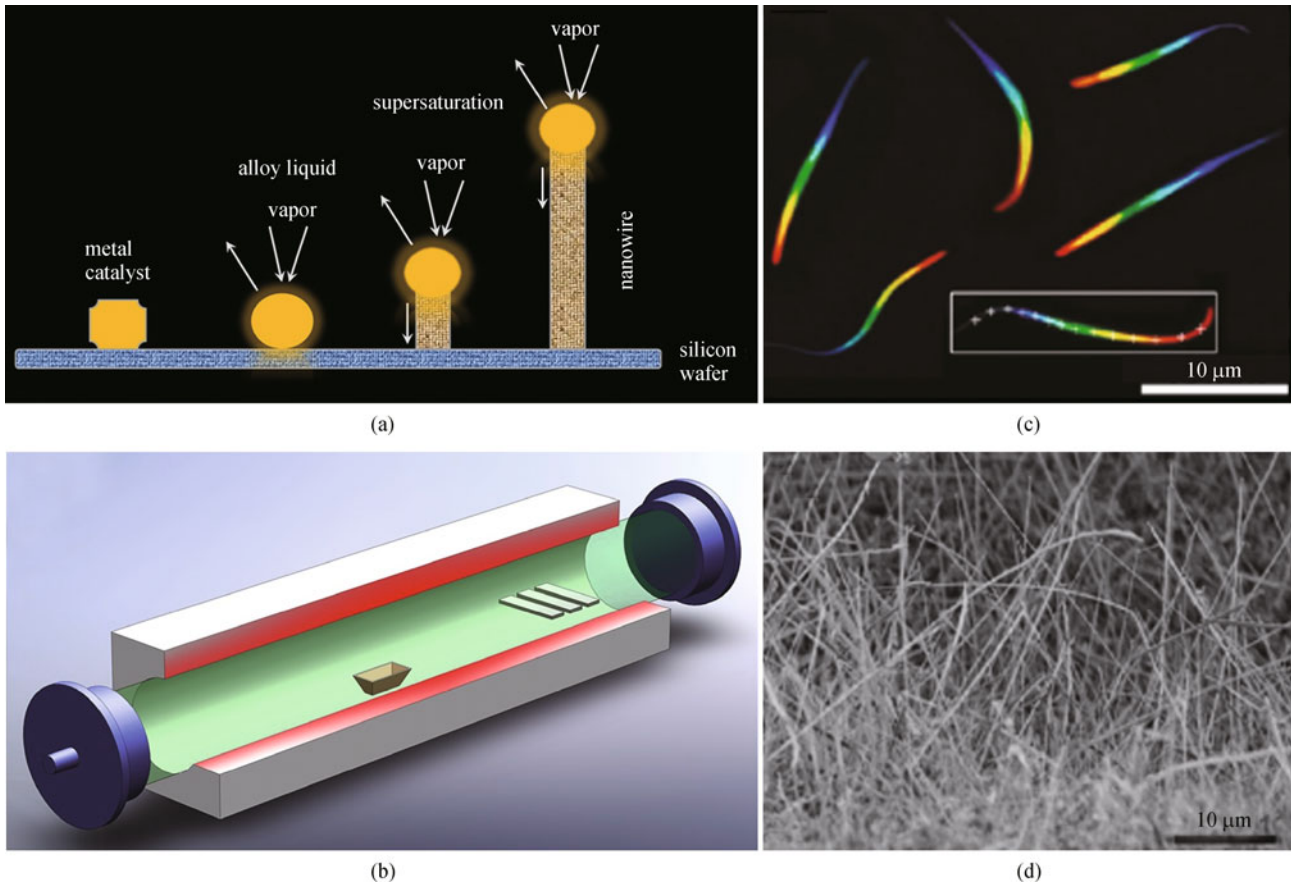 vapor
supersaturation
vapor
alloy liquid
vapor
metal
catalyst
nanowire
silicon
wafer
(a)
10 μm
(c)
(b)
10 μm
(d)